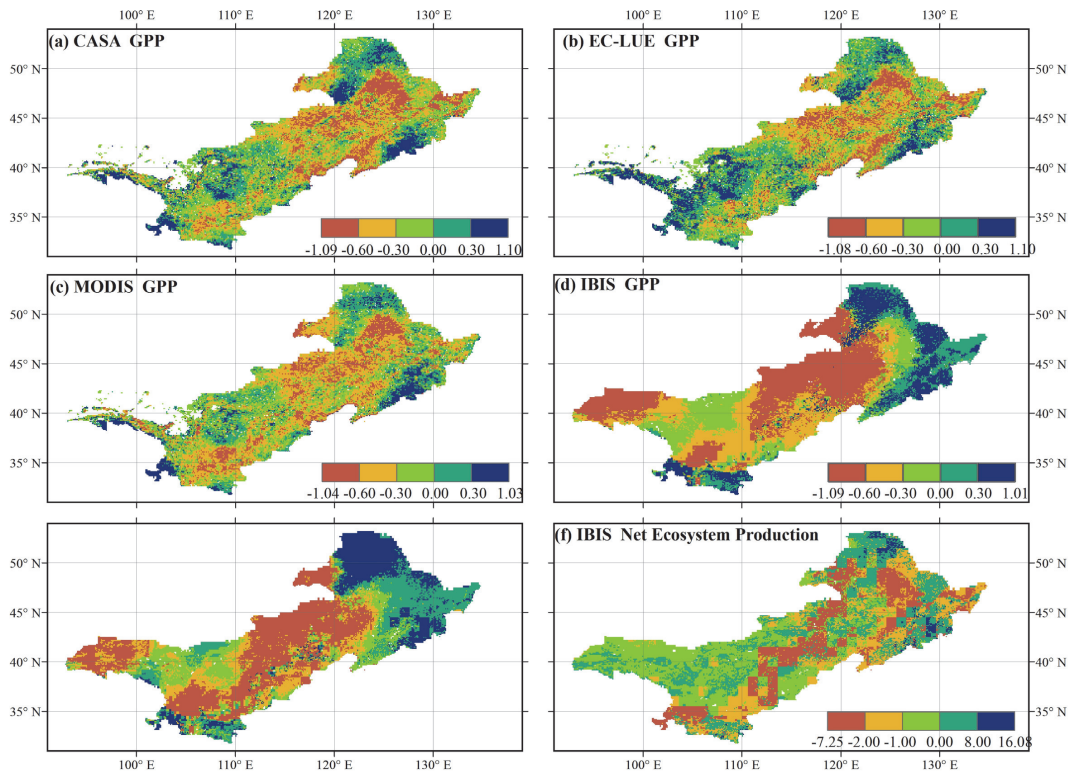 100° E 110° E 120° E 130° E 100° E 110° E 120° E 130° E
(a) CASA GPP
(b) EC-LUE GPP
50° N 50° N
45° N 45° N
40° N 40° N
35° N 35° N
-1.09 -0.60 -0.30 0.00 0.30 1.10
-1.08 -0.60 -0.30 0.00 0.30 1.10
(c) MODIS GPP
(d) IBIS GPP
50° N 50° N
45° N 45° N
40° N 40° N
35° N 35° N
-1.04 -0.60 -0.30 0.00 0.30 1.03
-1.09 -0.60 -0.30 0.00 0.30 1.01
(f) IBIS Net Ecosystem Production
50° N 50° N
45° N 45° N
40° N 40° N
35° N 35° N
-7.25 -2.00 -1.00 0.00 8.00 16.08
100° E 110° E 120° E 130° E 100° E 110° E 120° E 130° E